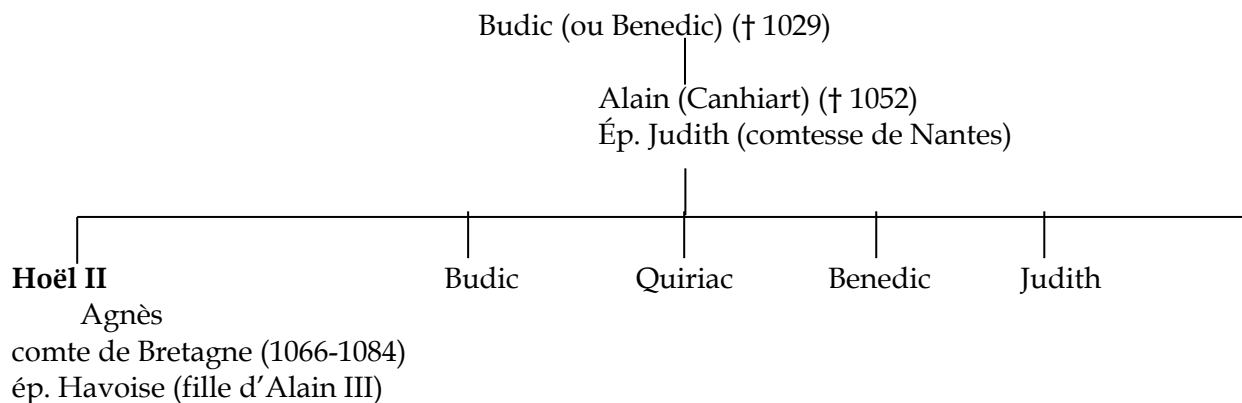 Budic (ou Benedic) († 1029)
Alain (Canhiart) († 1052)
Ép. Judith (comtesse de Nantes)
Hoël II Budic Quiriac Benedic Judith
Agnès
comte de Bretagne (1066-1084)
ép. Havoise (fille d’Alain III)